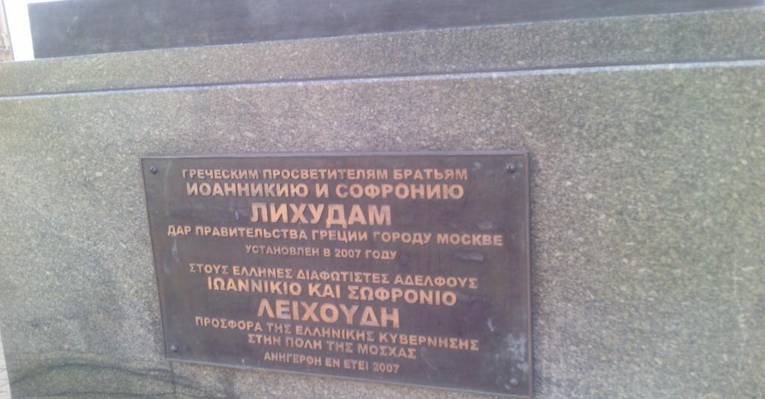 ГРЕЧЕСКИМ ПРОСВЕТИТЕЛЯМ БРАТЬЯМ
ИОАННИКИЮ И СОФРОНИЮ
ЛИХУДАМ
ДАР ПРАВИТЕЛЬСТВА ГРЕЦИИ ГОРОДУ МОСКВЕ
УСТАНОВЛЕН В 2007 ГОДУ
ΣΤΟΥΣ ΕΛΛΗΝΕΣ ΔΙΑΦΩΤΙΣΤΕΣ ΑΔΕΛΦΟΥΣ
ΙΩΑΝΝΙΚΙΟ ΚΑΙ ΣΩΦΡΟΝΙΟ
ΛΕΙΧΟΥΔΗ
ΠΡΟΣΦΟΡΑ ΤΗΣ ΕΛΛΗΝΙΚΗΣ ΚΥΒΕΡΝΗΣΗΣ
ΣΤΗΝ ΠΟΛΗ ΤΗΣ ΜΟΣΧΑΣ
ΑΝΗΓΕΡΘΗ ΕΝ ΕΤΕΙ 2007